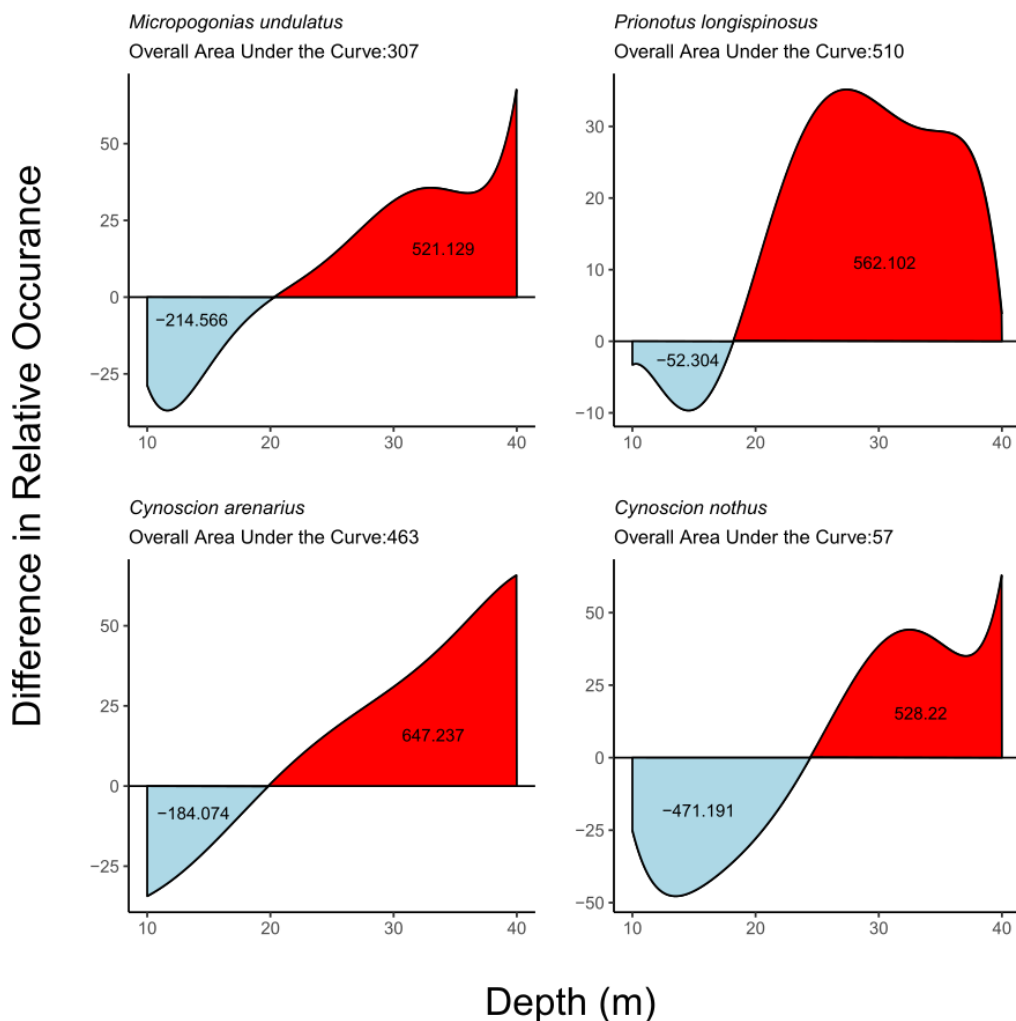 Micropogonias undulatus
Overall Area Under the Curve:307
Prionotus longispinosus
Overall Area Under the Curve:510
Difference in Relative Occurance
50
25
0
−25
521.129
−214.566
10 20 30 40
30
20
10
0
−10
562.102
−52.304
10 20 30 40
Cynoscion arenarius
Overall Area Under the Curve:463
Cynoscion nothus
Overall Area Under the Curve:57
50
25
0
−25
647.237
−184.074
10 20 30 40
50
25
0
−25
−50
528.22
−471.191
10 20 30 40
Depth (m)